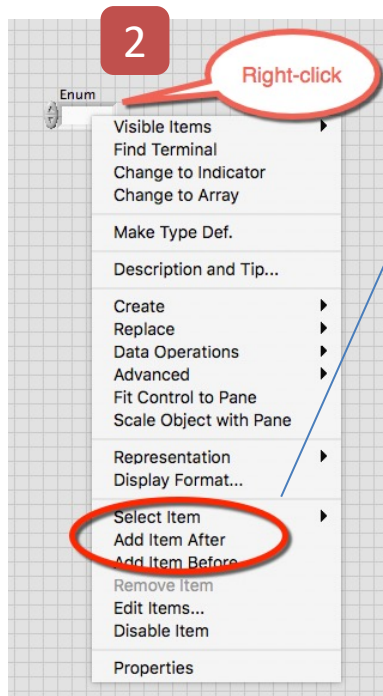 2
Right-click
Enum
Visible Items
Find Terminal
Change to Indicator
Change to Array
Make Type Def.
Description and Tip...
Create
Replace
Data Operations
Advanced
Fit Control to Pane
Scale Object with Pane
Representation
Display Format...
Select Item
Add Item After
Add Item Before
Remove Item
Edit Items...
Disable Item
Properties